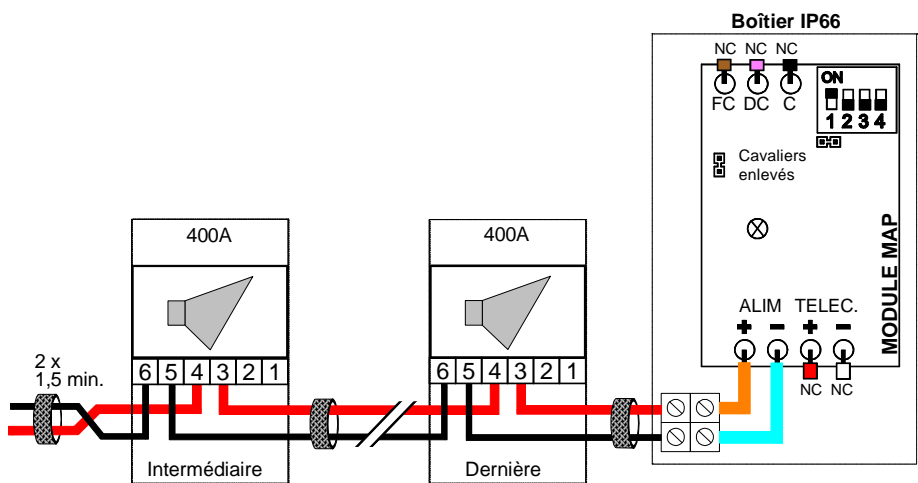 Boîtier IP66
NC NC NC
FC DC C
ON
1 2 3 4
Cavaliers
enlevés
MODULE MAP
ALIM TELEC.
+ - + -
NC NC
400A
400A
6 5 4 3 2 1
6 5 4 3 2 1
2 x
1,5 min.
Intermédiaire
Dernière